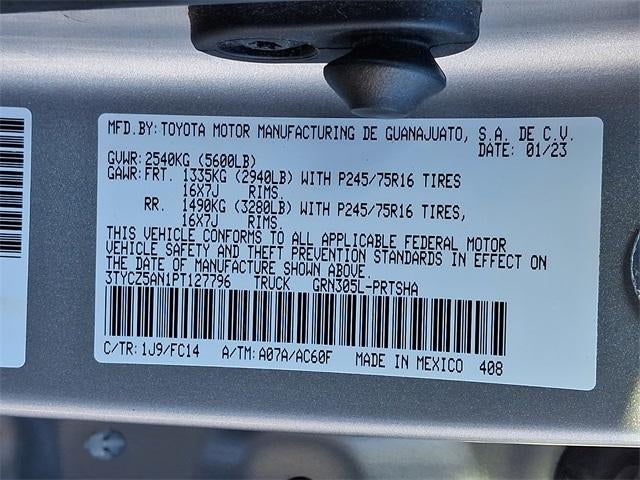 MFD.BY: TOYOTA MOTOR MANUFACTURING DE GUANAJUATO, S.A. DE C.V.
DATE: 01/23
GVWR: 2540KG (5600LB)
GAWR: FRT. 1335KG (2940LB) WITH P245/75R16 TIRES
16X7J RIMS
RR. 1490KG (3280LB) WITH P245/75R16 TIRES,
16X7J RIMS.
THIS VEHICLE CONFORMS TO ALL APPLICABLE FEDERAL MOTOR
VEHICLE SAFETY AND THEFT PREVENTION STANDARDS IN EFFECT ON
THE DATE OF MANUFACTURE SHOWN ABOVE.
3TYCZ5AN1PT127796 TRUCK GRN305L-PRTSHA
C/TR: 1J9/FC14 A/TM: A07A/AC60F MADE IN MEXICO 408